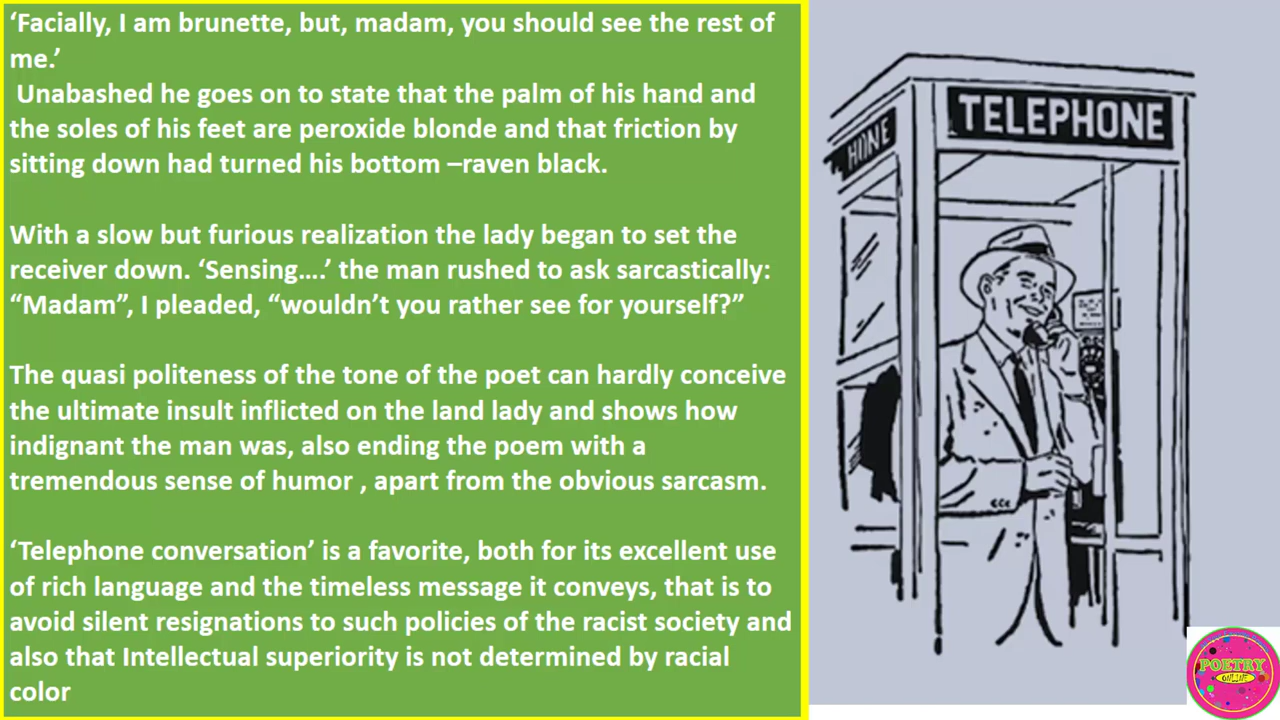 ‘Facially, I am brunette, but, madam, you should see the rest of
me.’
Unabashed he goes on to state that the palm of his hand and
the soles of his feet are peroxide blonde and that friction by
sitting down had turned his bottom –raven black.
With a slow but furious realization the lady began to set the
receiver down. ‘Sensing….’ the man rushed to ask sarcastically:
“Madam”, I pleaded, “wouldn’t you rather see for yourself?”
The quasi politeness of the tone of the poet can hardly conceive
the ultimate insult inflicted on the land lady and shows how
indignant the man was, also ending the poem with a
tremendous sense of humor , apart from the obvious sarcasm.
‘Telephone conversation’ is a favorite, both for its excellent use
of rich language and the timeless message it conveys, that is to
avoid silent resignations to such policies of the racist society and
also that Intellectual superiority is not determined by racial
color
HONE
TELEPHONE
POETRY
ONLINE